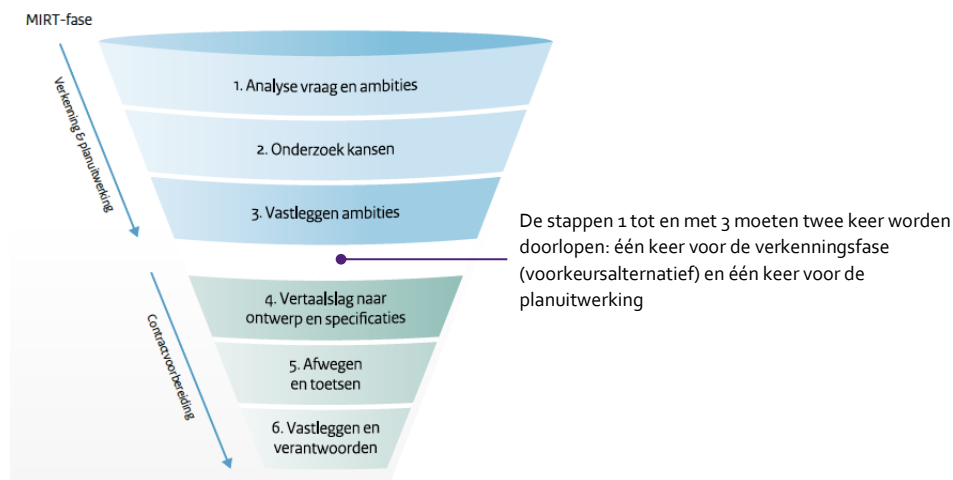 MIRT-fase
Verkenning & planuitwerking
1. Analyse vraag en ambities
2. Onderzoek kansen
3. Vastleggen ambities
De stappen 1 tot en met 3 moeten twee keer worden
doorlopen: één keer voor de verkenningsfase
(voorkeursalternatief) en één keer voor de
planuitwerking
Contractvoorbereiding
4. Vertaalslag naar
ontwerp en specificaties
5. Afwegen
en toetsen
6. Vastleggen en
verantwoorden